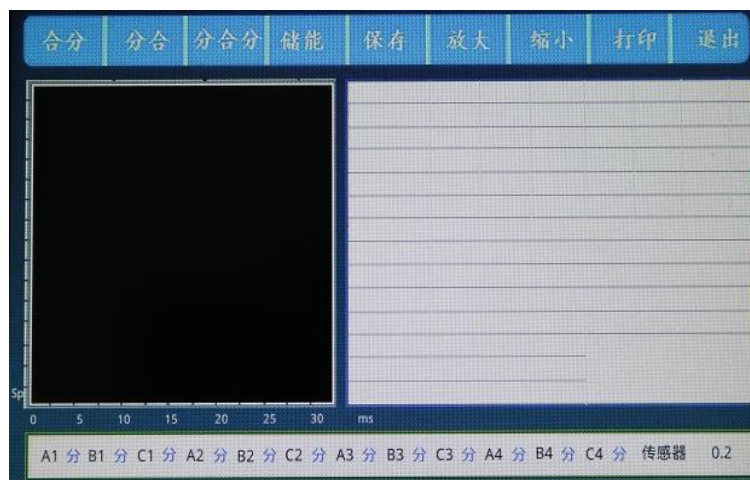 合分 分合 分合分 储能 保存 放大 缩小 打印 退出
Sp
0 5 10 15 20 25 30 ms
A1 分 B1 分 C1 分 A2 分 B2 分 C2 分 A3 分 B3 分 C3 分 A4 分 B4 分 C4 分 传感器 0.2